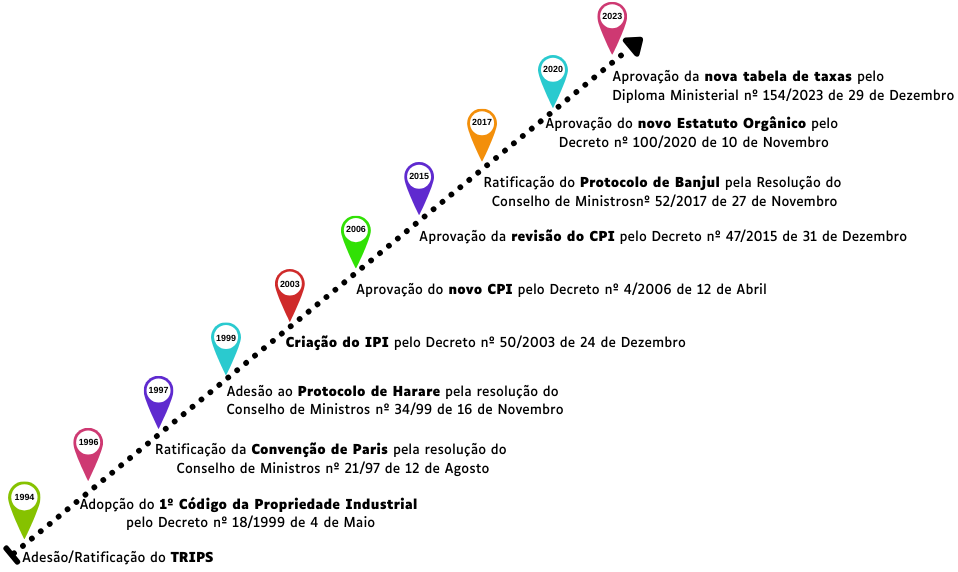 2023
Aprovação da nova tabela de taxas pelo
Diploma Ministerial nº 154/2023 de 29 de Dezembro
2020
Aprovação do novo Estatuto Orgânico pelo
Decreto nº 100/2020 de 10 de Novembro
2017
Ratificação do Protocolo de Banjul pela Resolução do
Conselho de Ministrosnº 52/2017 de 27 de Novembro
2015
Aprovação da revisão do CPI pelo Decreto nº 47/2015 de 31 de Dezembro
2006
Aprovação do novo CPI pelo Decreto nº 4/2006 de 12 de Abril
2003
Criação do IPI pelo Decreto nº 50/2003 de 24 de Dezembro
1999
Adesão ao Protocolo de Harare pela resolução do
Conselho de Ministros nº 34/99 de 16 de Novembro
1997
Ratificação da Convenção de Paris pela resolução do
Conselho de Ministros nº 21/97 de 12 de Agosto
1996
Adopção do 1º Código da Propriedade Industrial
pelo Decreto nº 18/1999 de 4 de Maio
1994
Adesão/Ratificação do TRIPS